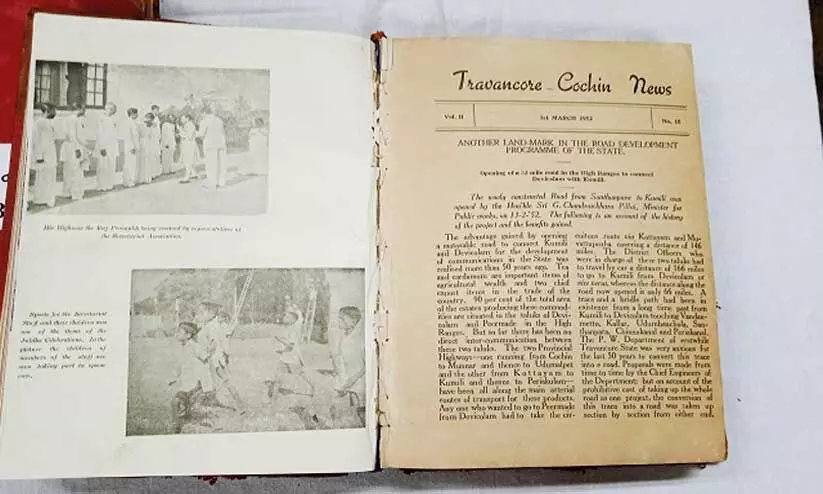 His Highness the Raj Pramukh being received by representatives of
the Secretariat Association.
Sports for the Secretariat
Staff and their children was
one of the items of the
Jubilee Celebrations. In the
picture the children of
members of the staff are
seen taking part in space
race.
Travancore - Cochin News
Vol. II
3rd MARCH 1952
No. 18
ANOTHER LAND-MARK IN THE ROAD DEVELOPMENT
PROGRAMME OF THE STATE.
Opening of a 53 mile road in the High Ranges to connect
Devicolam with Kumili.
The newly constructed Road from Santhanpara to Kumili was
opened by the Hon'ble Sri G. Chandrasekhara Pillai, Minister for
Public works, on 13-2-'52. The following is an account of the history
of the project and the benefits gained.
The advantage gained by opening
a motorable road to connect Kumili
and Devicolam for the development
of communications in the State was
realised more than 50 years ago. Tea
and cardamom are important items of
agricultural wealth and two chief
export items in the trade of the
country. 90 per cent of the total area
of the estates producing these commod-
ities are situated in the taluks of Devi-
colam and Peermade in the High
Ranges. But so far there has been no
direct inter-communication between
these two taluks. The two Provincial
Highways—one running from Cochin
to Munnar and thence to Udumalpet
and the other from Kottayam to
Kumili and thence to Periakulam—
have been all along the main arterial
routes of transport for these products.
Any one who wanted to go to Peermade
from Devicolam had to take the cir-
cuitous route via Kottayam and Mu-
vattupuzha covering a distance of 146
miles. The District Officers who
were in charge of these two taluks had
to travel by car a distance of 166 miles
to go to Kumili from Devicolam or
vice versa, whereas the distance along the
road now opened is only 66 miles. A
trace and a bridle path had been in
existence from a long time past from
Kumili to Devicolam touching Vandan-
mettu, Kallar, Udumbanchola, San-
thanpara, Chinnakanal and Periakanal.
The P. W. Department of erstwhile
Travancore State was very anxious for
the last 50 years to convert this trace
into a road. Proposals were made from
time to time by the Chief Engineers of
the Department; but on account of the
prohibitive cost of taking up the whole
road as one project, the conversion of
this trace into a road was taken up
section by section from either end.